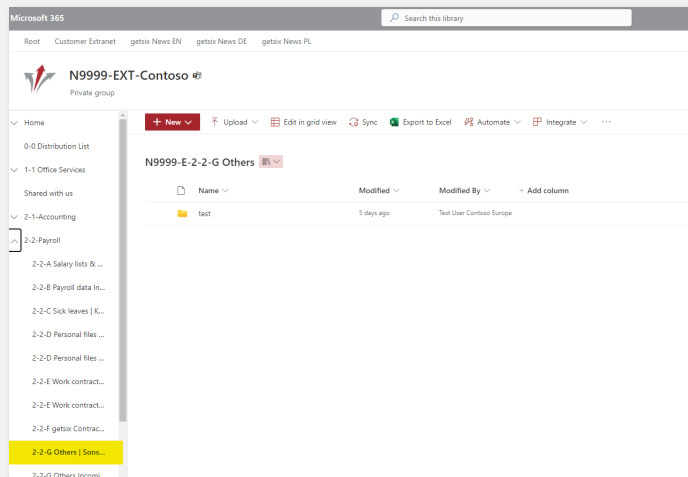 Microsoft 365
Search this library
Root Customer Extranet getsix News EN getsix News DE getsix News PL
N9999-EXT-Contoso
Private group
Home
0-0 Distribution List
1-1 Office Services
Shared with us
2-1-Accounting
2-2-Payroll
2-2-A Salary lists & ...
2-2-B Payroll data In...
2-2-C Sick leaves | K...
2-2-D Personal files ...
2-2-D Personal files ...
2-2-E Work contract...
2-2-E Work contract...
2-2-F getsix Contrac...
2-2-G Others | Sons...
2-2-G Others Incomi
+ New Upload Edit in grid view Sync Export to Excel Automate Integrate ...
N9999-E-2-2-G Others
Name Modified Modified By + Add column
test 5 days ago Test User Contoso Europe